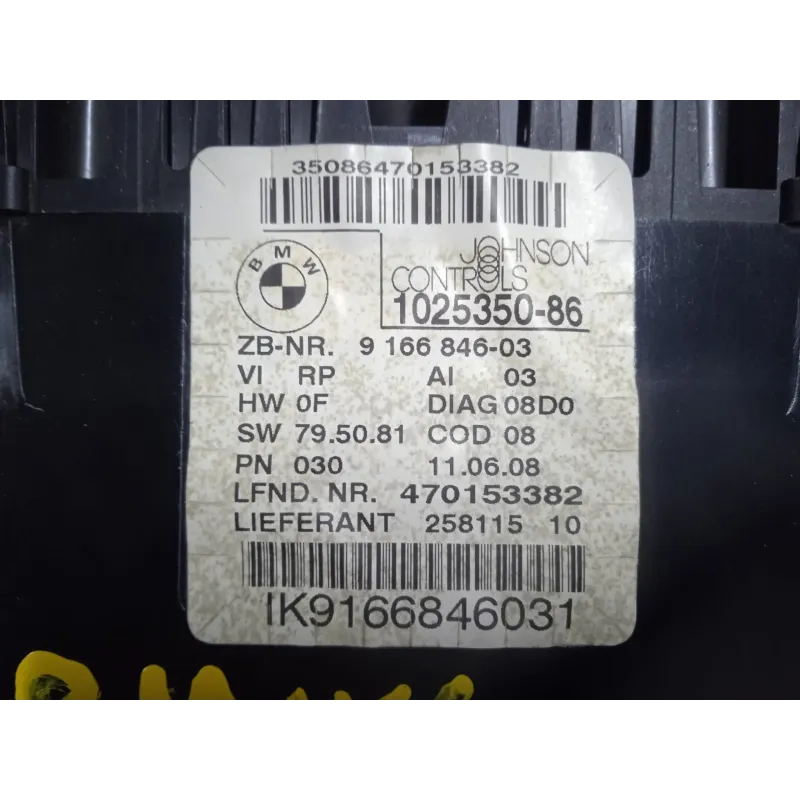 35086470153382
BMW
JOHNSON
CONTROLS
1025350-86
ZB-NR. 9 166 846-03
VI RP AI 03
HW 0F DIAG 08D0
SW 79.50.81 COD 08
PN 030 11.06.08
LFND. NR. 470153382
LIEFERANT 258115 10
IK9166846031